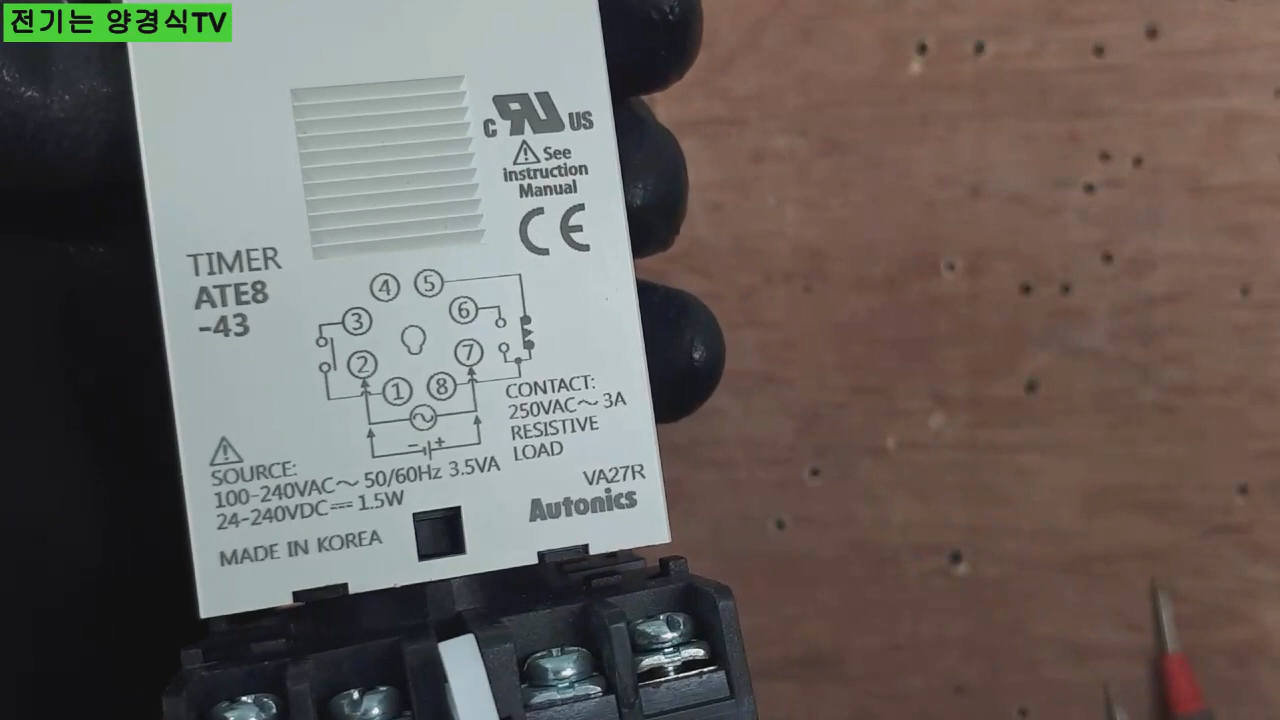 전기는 양경식TV
c RU US
See
instruction
Manual
CE
TIMER
ATE8
-43
4 5
3 6
2 7
1 8
- +
CONTACT:
250VAC～ 3A
RESISTIVE
LOAD
SOURCE:
100-240VAC～ 50/60Hz 3.5VA
24-240VDC⎓ 1.5W
VA27R
Autonics
MADE IN KOREA